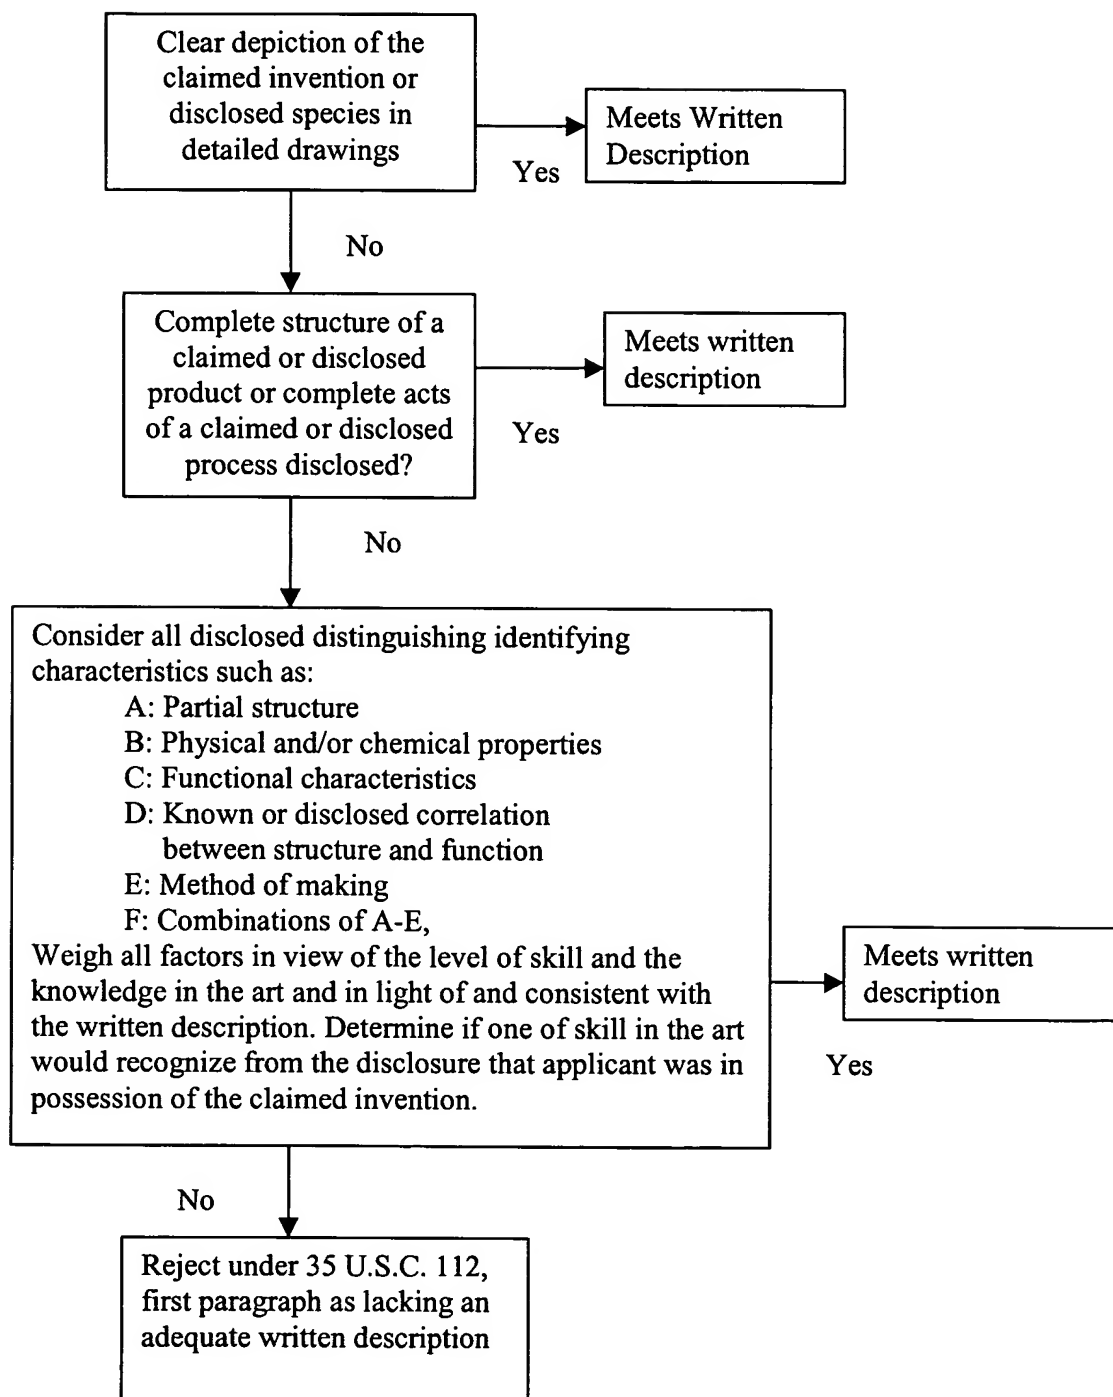 Clear depiction of the
claimed invention or
disclosed species in
detailed drawings
Yes
Meets Written
Description
No
Complete structure of a
claimed or disclosed
product or complete acts
of a claimed or disclosed
process disclosed?
Yes
Meets written
description
No
Consider all disclosed distinguishing identifying
characteristics such as:
A: Partial structure
B: Physical and/or chemical properties
C: Functional characteristics
D: Known or disclosed correlation
between structure and function
E: Method of making
F: Combinations of A-E,
Weigh all factors in view of the level of skill and the
knowledge in the art and in light of and consistent with
the written description. Determine if one of skill in the art
would recognize from the disclosure that applicant was in
possession of the claimed invention.
Yes
Meets written
description
No
Reject under 35 U.S.C. 112,
first paragraph as lacking an
adequate written description